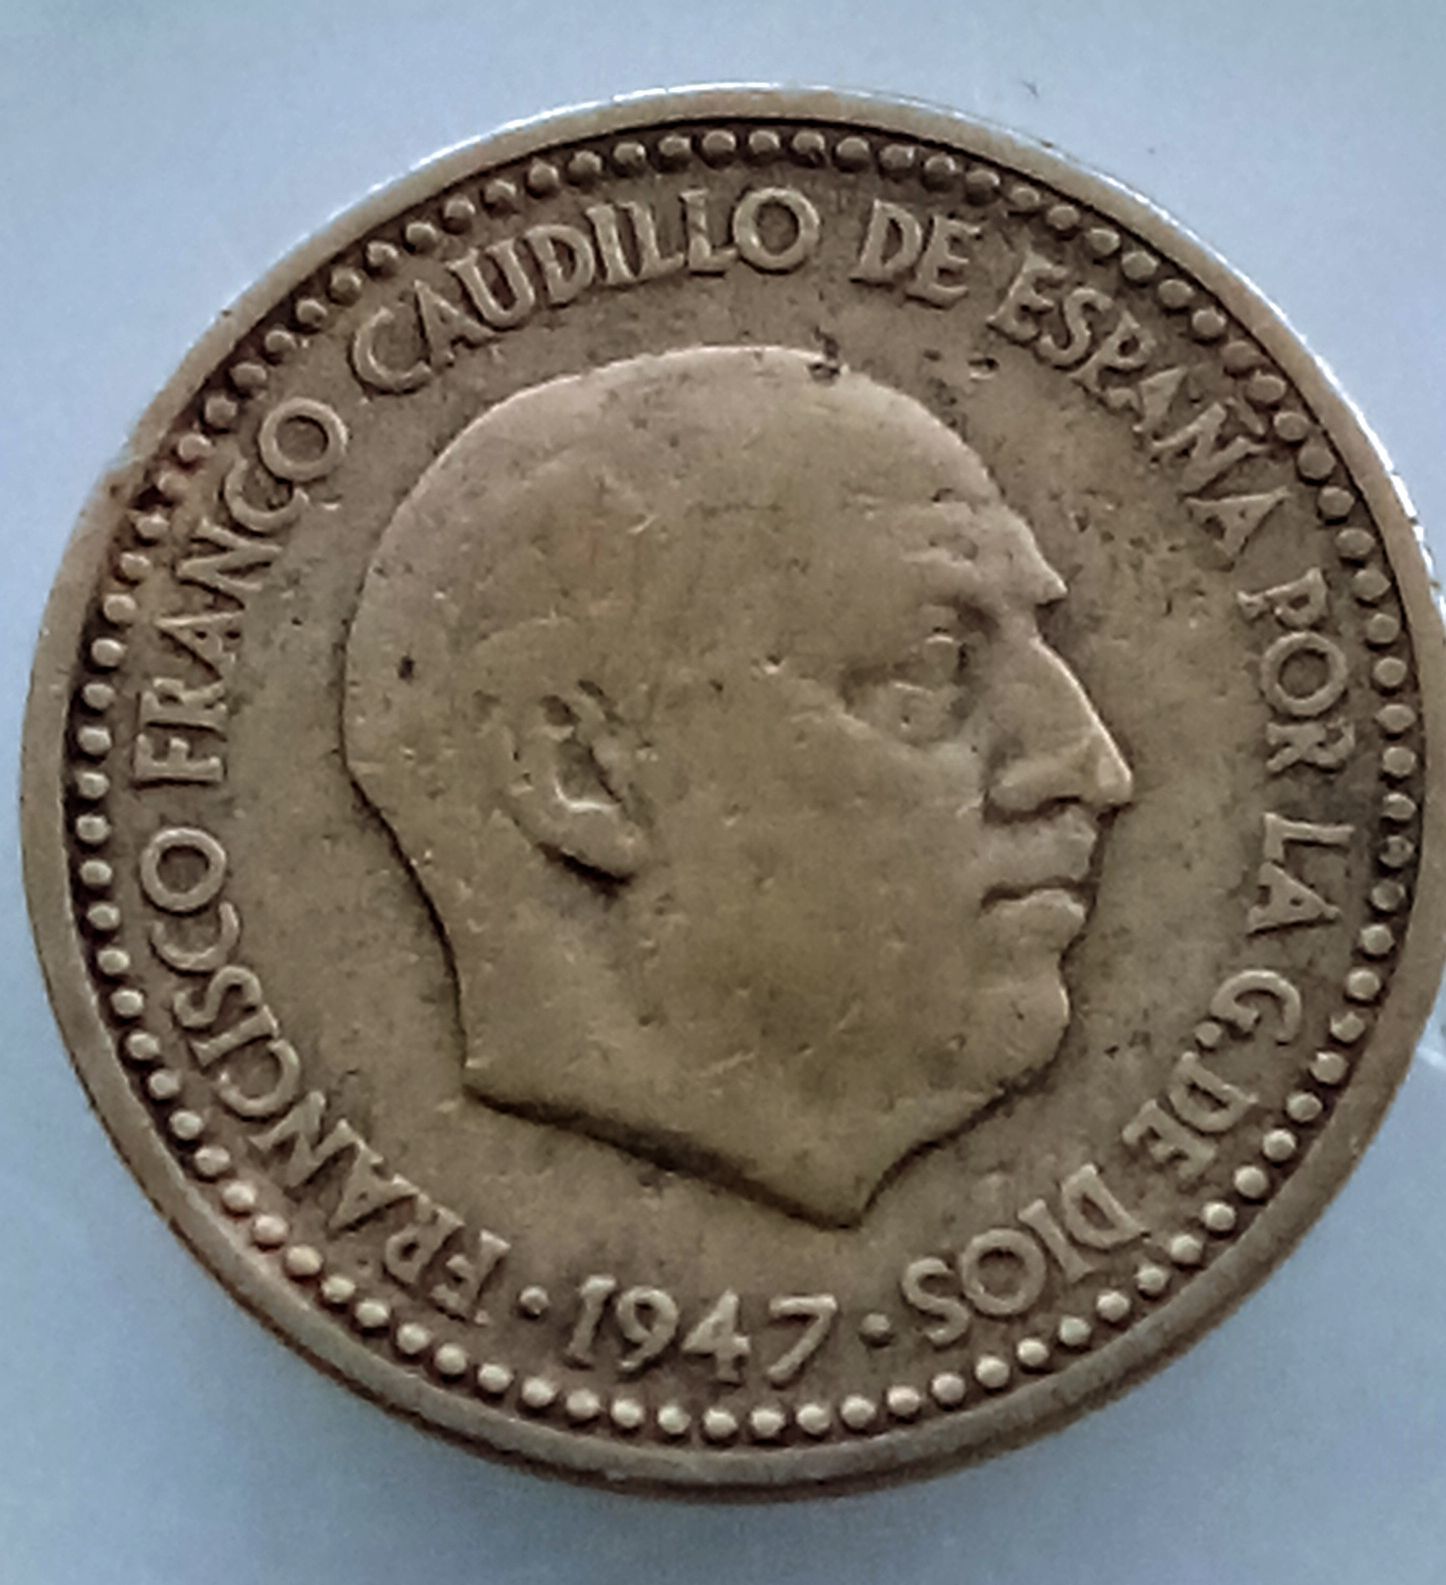 FRANCISCO FRANCO CAUDILLO DE ESPAÑA POR LA G. DE DIOS
· 1947 ·